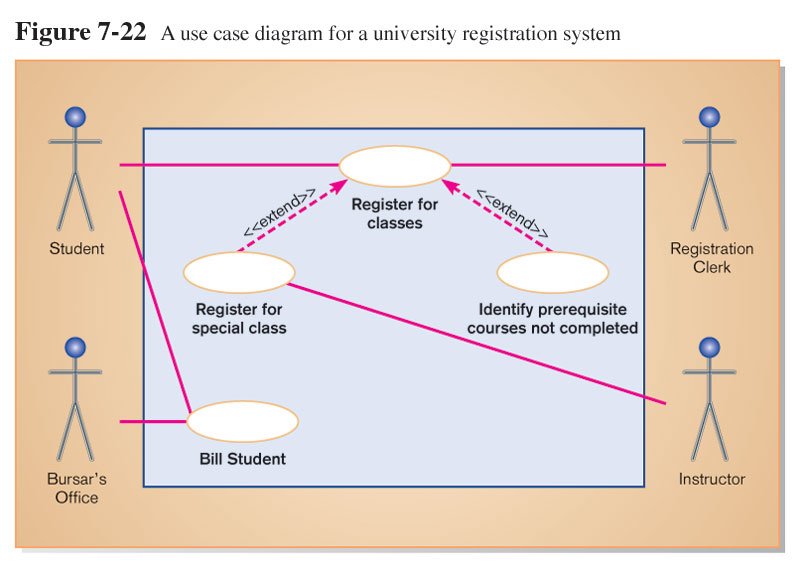 Figure 7-22 A use case diagram for a university registration system
Student
Registration
Clerk
<<extend>>
<<extend>>
Register for
classes
Register for
special class
Identify prerequisite
courses not completed
Bill Student
Bursar's
Office
Instructor